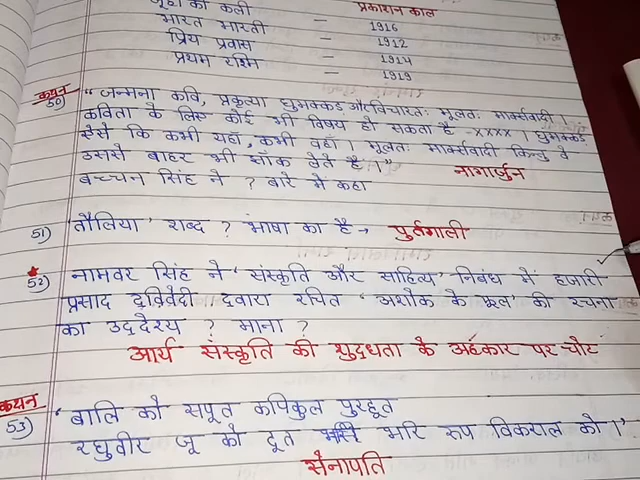 जूही की कली प्रकाशन काल
भारत भारती - 1916
प्रिय प्रवास - 1912
प्रथम रश्मि - 1914
- 1919
कथन
50) "जन्मना कवि, प्रकृत्या घुमक्कड़ और विचारतः मूलतः मार्क्सवादी।
कविता के लिए कोई भी विषय हो सकता है -xxxx। घुमक्कड़
ऐसे कि कभी यहाँ, कभी वहाँ। मूलतः मार्क्सवादी किन्तु वे
उससे बाहर भी झाँक लेते हैं।"
बच्चन सिंह ने ? बारे में कहा नागार्जुन
51) 'तौलिया' शब्द ? भाषा का है → पुर्तगाली
52) नामवर सिंह ने 'संस्कृति और साहित्य' निबंध में हजारी
प्रसाद द्विवेदी द्वारा रचित 'अशोक के फूल' की रचना
का उद्देश्य ? माना ?
आर्य संस्कृति की शुद्धता के अहंकार पर चोट
कथन
53) 'बालि को सपूत कपिकुल पुरहूत
रघुवीर जू को दूत भरि रूप विकराल को।'
सेनापति